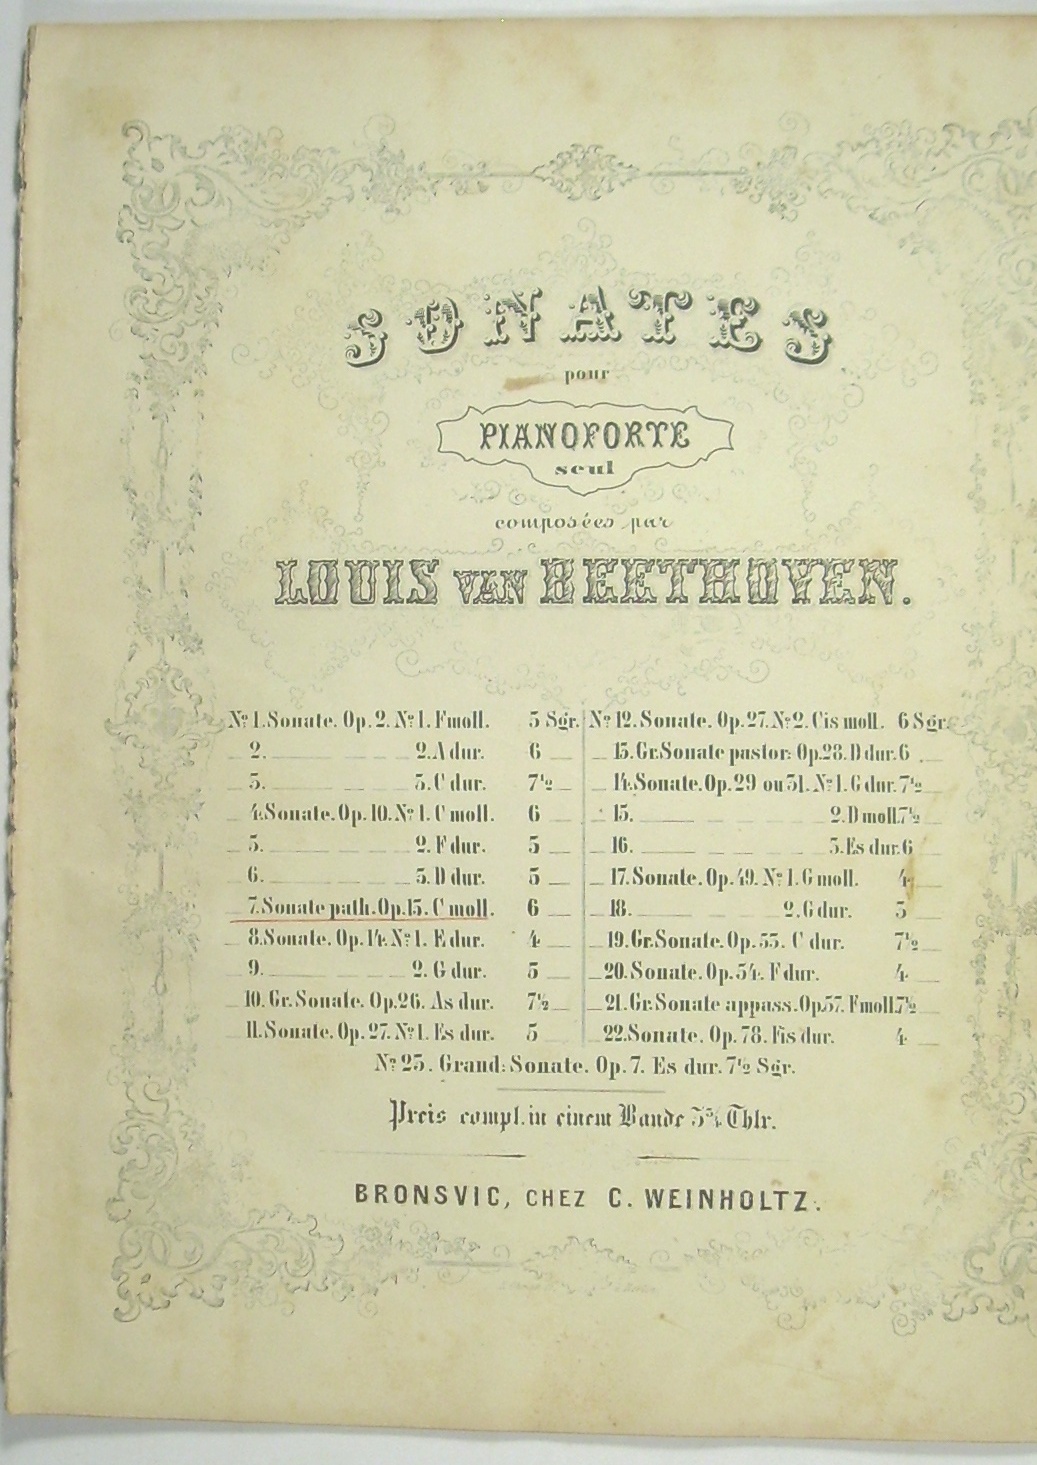 SONATES
pour
PIANOFORTE
seul
composées par
LOUIS VAN BEETHOVEN.
No 1. Sonate. Op. 2. No 1. F moll. 5 Sgr.
2. 2. A dur. 6
3. 3. C dur. 7½
4. Sonate. Op. 10. No 1. C moll. 6
5. 2. F dur. 5
6. 3. D dur. 5
7. Sonate path. Op. 13. C moll. 6
8. Sonate. Op. 14. No 1. E dur. 4
9. 2. G dur. 5
10. Gr. Sonate. Op. 26. As dur. 7½
11. Sonate. Op. 27. No 1. Es dur. 5
No 12. Sonate. Op. 27. No 2. Cis moll. 6 Sgr.
13. Gr. Sonate pastor: Op. 28. D dur. 6
14. Sonate. Op. 29 ou 31. No 1. G dur. 7½
15. 2. D moll. 7½
16. 3. Es dur. 6
17. Sonate. Op. 49. No 1. G moll. 4
18. 2. G dur. 3
19. Gr. Sonate. Op. 53. C dur. 7½
20. Sonate. Op. 54. F dur. 4
21. Gr. Sonate appass. Op 57. F moll. 7½
22. Sonate. Op. 78. Fis dur. 4
No 23. Grand: Sonate. Op. 7. Es dur. 7½ Sgr.
Preis compl. in einem Bande Thlr.
BRONSVIC, CHEZ C. WEINHOLTZ.